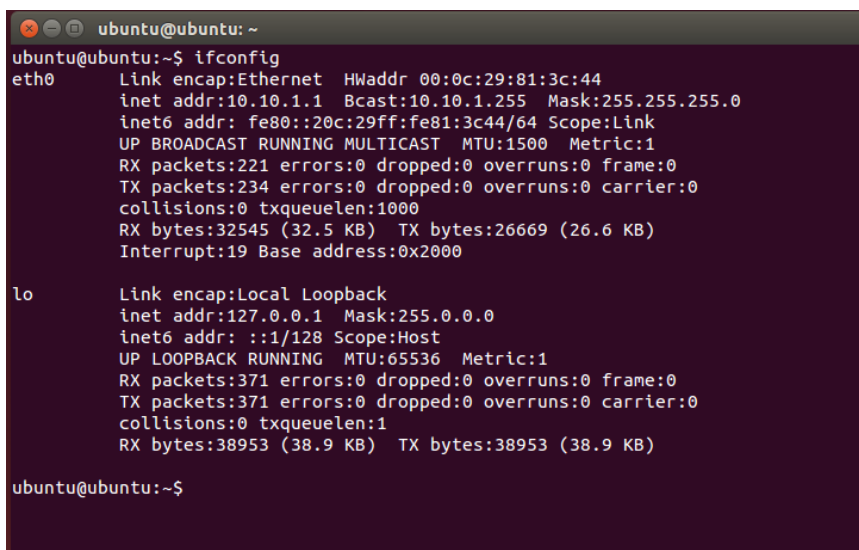 ubuntu@ubuntu: ~
ubuntu@ubuntu:~$ ifconfig
eth0      Link encap:Ethernet  HWaddr 00:0c:29:81:3c:44
          inet addr:10.10.1.1  Bcast:10.10.1.255  Mask:255.255.255.0
          inet6 addr: fe80::20c:29ff:fe81:3c44/64 Scope:Link
          UP BROADCAST RUNNING MULTICAST  MTU:1500  Metric:1
          RX packets:221 errors:0 dropped:0 overruns:0 frame:0
          TX packets:234 errors:0 dropped:0 overruns:0 carrier:0
          collisions:0 txqueuelen:1000
          RX bytes:32545 (32.5 KB)  TX bytes:26669 (26.6 KB)
          Interrupt:19 Base address:0x2000

lo        Link encap:Local Loopback
          inet addr:127.0.0.1  Mask:255.0.0.0
          inet6 addr: ::1/128 Scope:Host
          UP LOOPBACK RUNNING  MTU:65536  Metric:1
          RX packets:371 errors:0 dropped:0 overruns:0 frame:0
          TX packets:371 errors:0 dropped:0 overruns:0 carrier:0
          collisions:0 txqueuelen:1
          RX bytes:38953 (38.9 KB)  TX bytes:38953 (38.9 KB)

ubuntu@ubuntu:~$